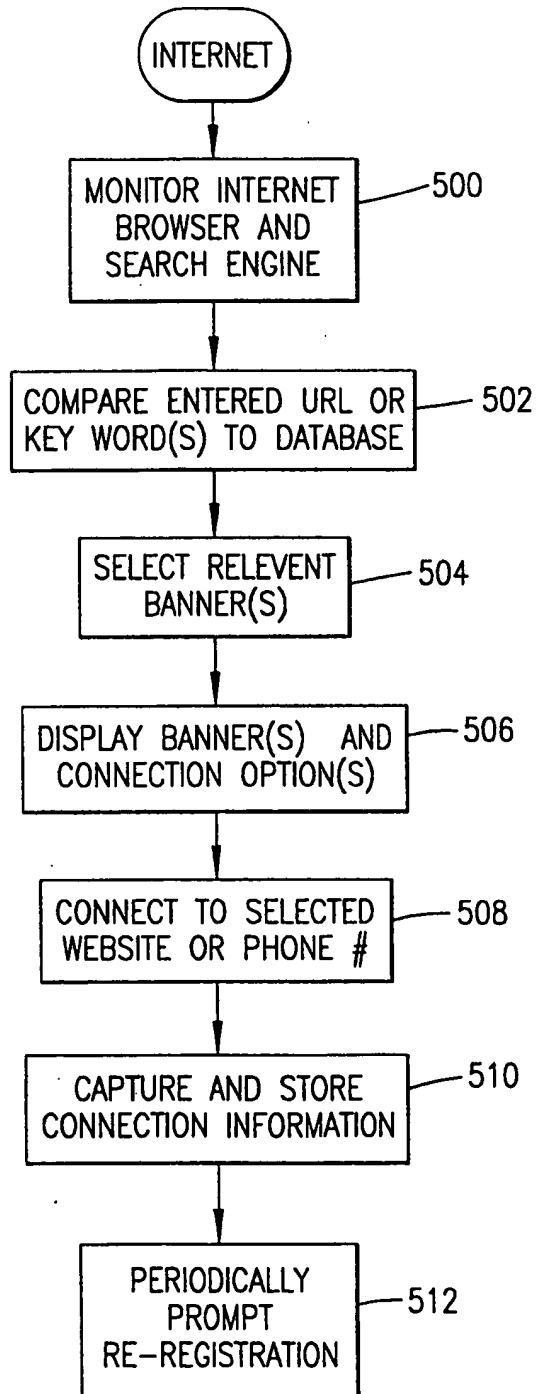 INTERNET
MONITOR INTERNET
BROWSER AND
SEARCH ENGINE
500
COMPARE ENTERED URL OR
KEY WORD(S) TO DATABASE
502
SELECT RELEVENT
BANNER(S)
504
DISPLAY BANNER(S) AND
CONNECTION OPTION(S)
506
CONNECT TO SELECTED
WEBSITE OR PHONE #
508
CAPTURE AND STORE
CONNECTION INFORMATION
510
PERIODICALLY
PROMPT
RE-REGISTRATION
512